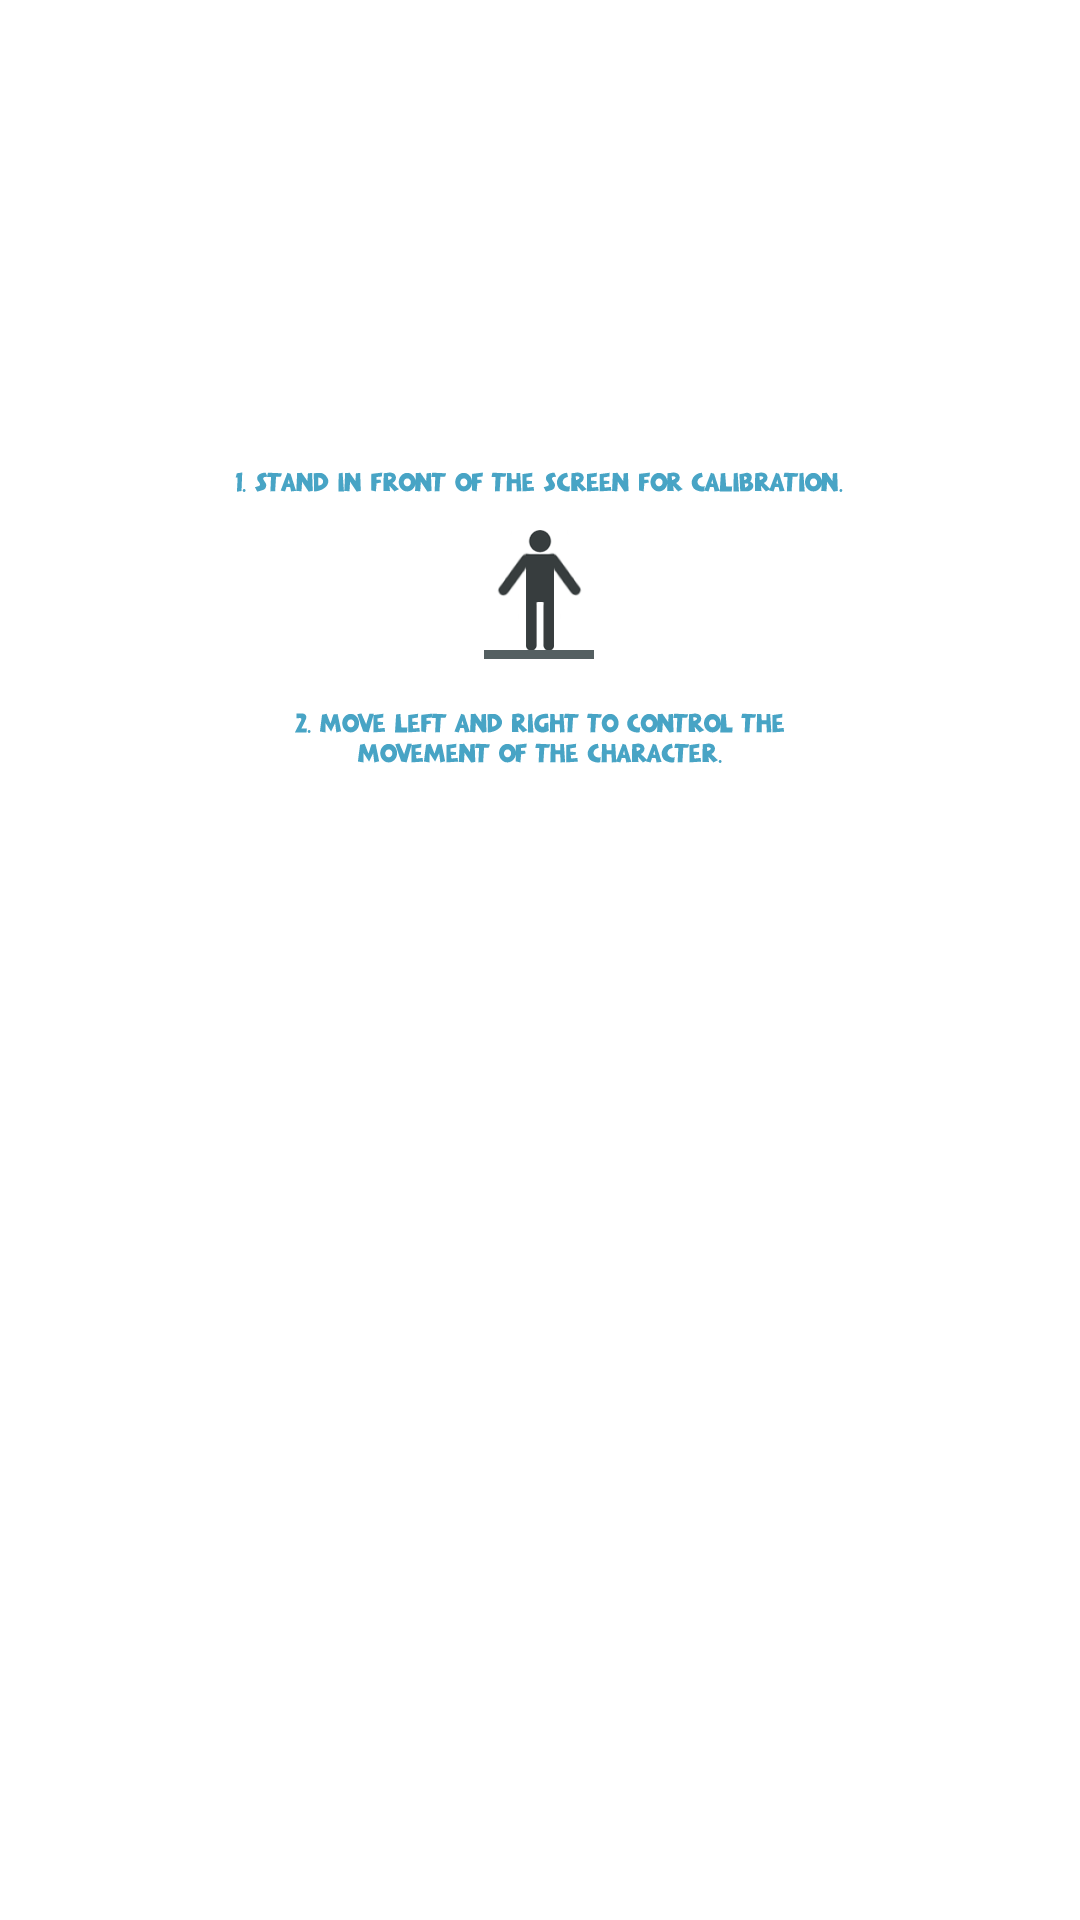 1. STAND IN FRONT OF THE SCREEN FOR CALIBRATION.
2. MOVE LEFT AND RIGHT TO CONTROL THE
MOVEMENT OF THE CHARACTER.